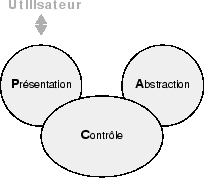 Utilisateur
Présentation
Abstraction
Contrôle